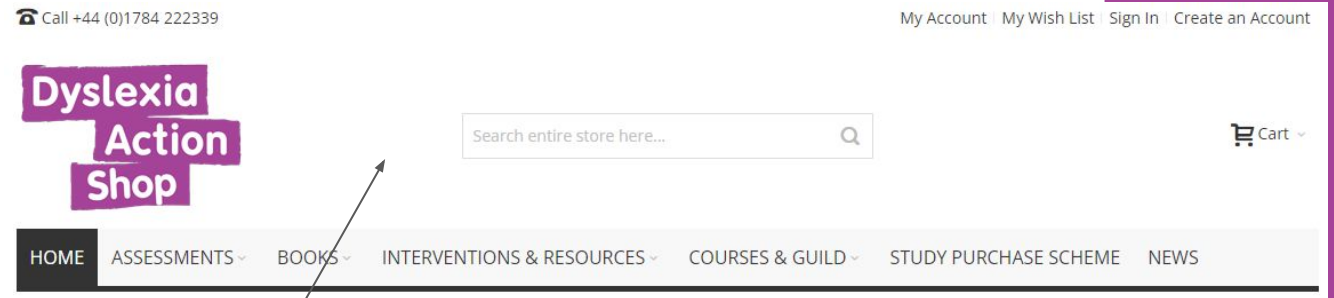 Call +44 (0)1784 222339
My Account My Wish List Sign In Create an Account
Dyslexia
Action
Shop
Search entire store here...
Cart
HOME ASSESSMENTS BOOKS INTERVENTIONS & RESOURCES COURSES & GUILD STUDY PURCHASE SCHEME NEWS